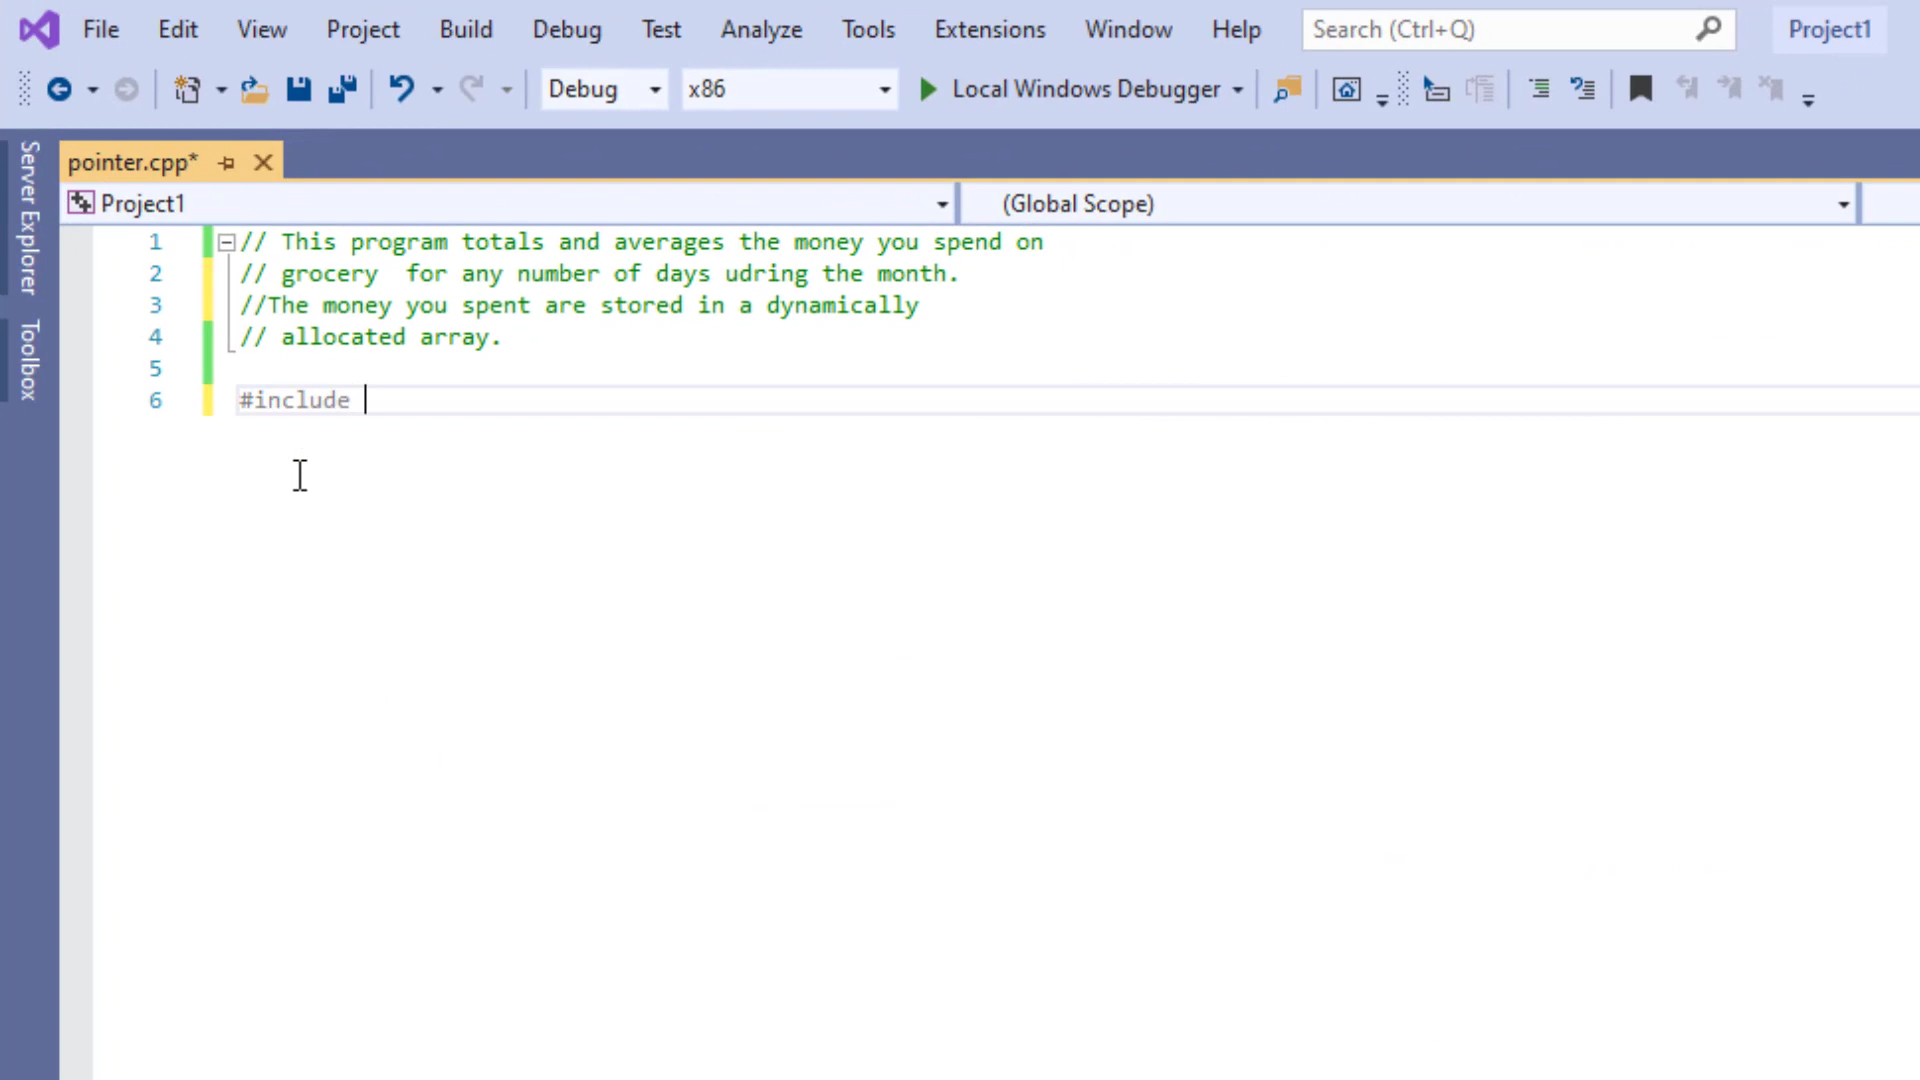 File Edit View Project Build Debug Test Analyze Tools Extensions Window Help Search (Ctrl+Q) Project1
Debug x86 Local Windows Debugger
Server Explorer
Toolbox
pointer.cpp*
Project1 (Global Scope)
1 // This program totals and averages the money you spend on
2 // grocery  for any number of days udring the month.
3 //The money you spent are stored in a dynamically
4 // allocated array.
5
6 #include